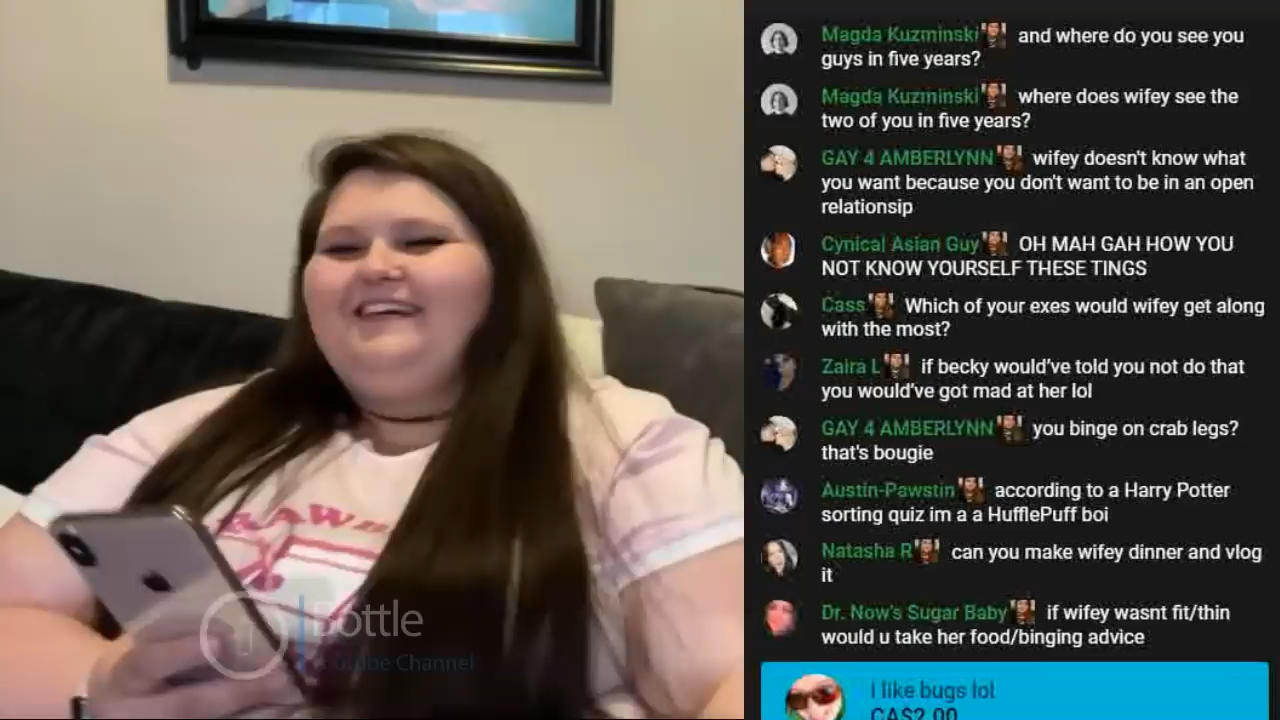 Magda Kuzminski and where do you see you
guys in five years?
Magda Kuzminski where does wifey see the
two of you in five years?
GAY 4 AMBERLYNN wifey doesn't know what
you want because you don't want to be in an open
relationsip
Cynical Asian Guy OH MAH GAH HOW YOU
NOT KNOW YOURSELF THESE TINGS
Cass Which of your exes would wifey get along
with the most?
Zaira L if becky would've told you not do that
you would've got mad at her lol
GAY 4 AMBERLYNN you binge on crab legs?
that's bougie
Austin-Pawstin according to a Harry Potter
sorting quiz im a a HufflePuff boi
Natasha R can you make wifey dinner and vlog
it
Dr. Now's Sugar Baby if wifey wasnt fit/thin
would u take her food/binging advice
I like bugs lol
CA$2.00
Bottle
Youtube Channel